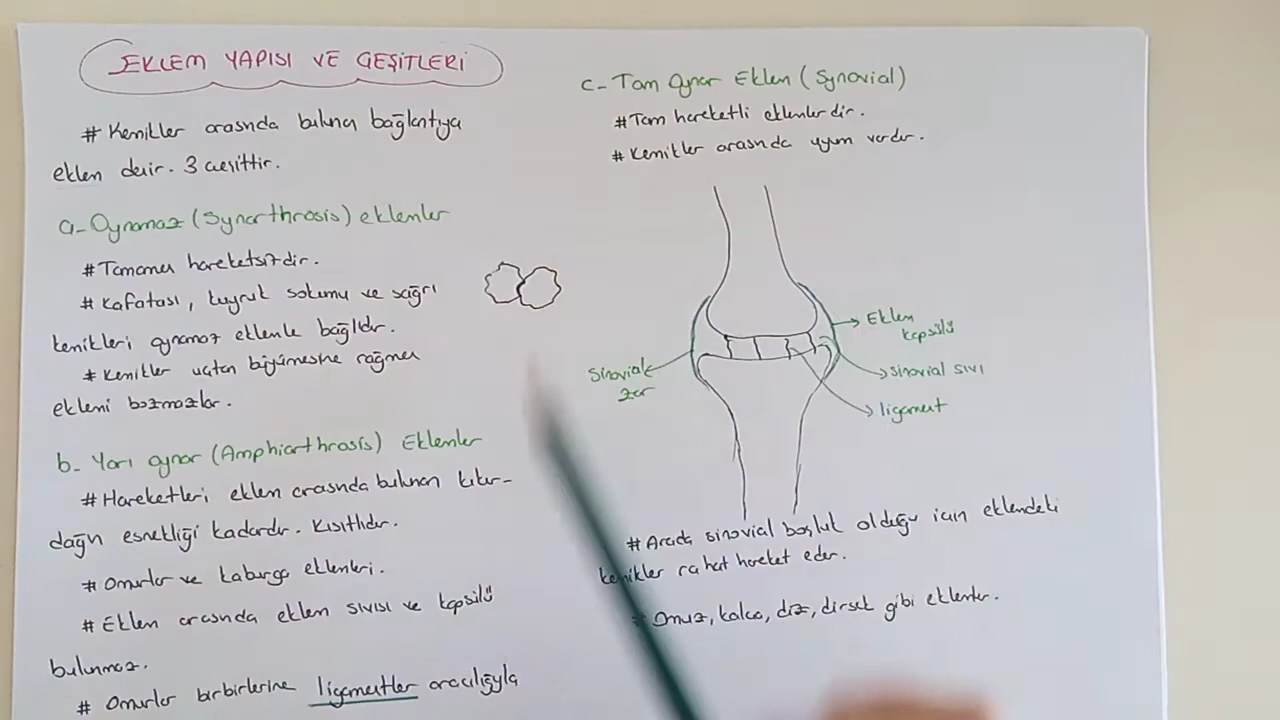 EKLEM YAPISI VE ÇEŞİTLERİ
# Kemikler arasında bulunan bağlantıya
eklem denir. 3 çeşittir.
a- Oynamaz (Synarthrosis) eklemler
# Tamamen hareketsizdir.
# Kafatası, kuyruk sokumu ve sağrı
kemikleri oynamaz eklemle bağlıdır.
# Kemikler uçtan büyümesine rağmen
eklemi bozmazlar.
b- Yarı oynar (Amphiarthrosis) Eklemler
# Hareketleri eklem arasında bulunan kıkır-
dağın esnekliği kadardır. Kısıtlıdır.
# Omurlar ve kaburga eklemleri.
# Eklem arasında eklem sıvısı ve kapsülü
bulunmaz.
# Omurlar birbirlerine ligamentler aracılığıyla
c- Tam Oynar Eklem (Synovial)
# Tam hareketli eklemlerdir.
# Kemikler arasında uyum vardır.
Eklem
kapsülü
Sinovial
zar
sinovial sıvı
ligament
# Arada sinovial boşluk olduğu için eklemdeki
kemikler rahat hareket eder.
# Omuz, kalça, diz, dirsek gibi eklemler.